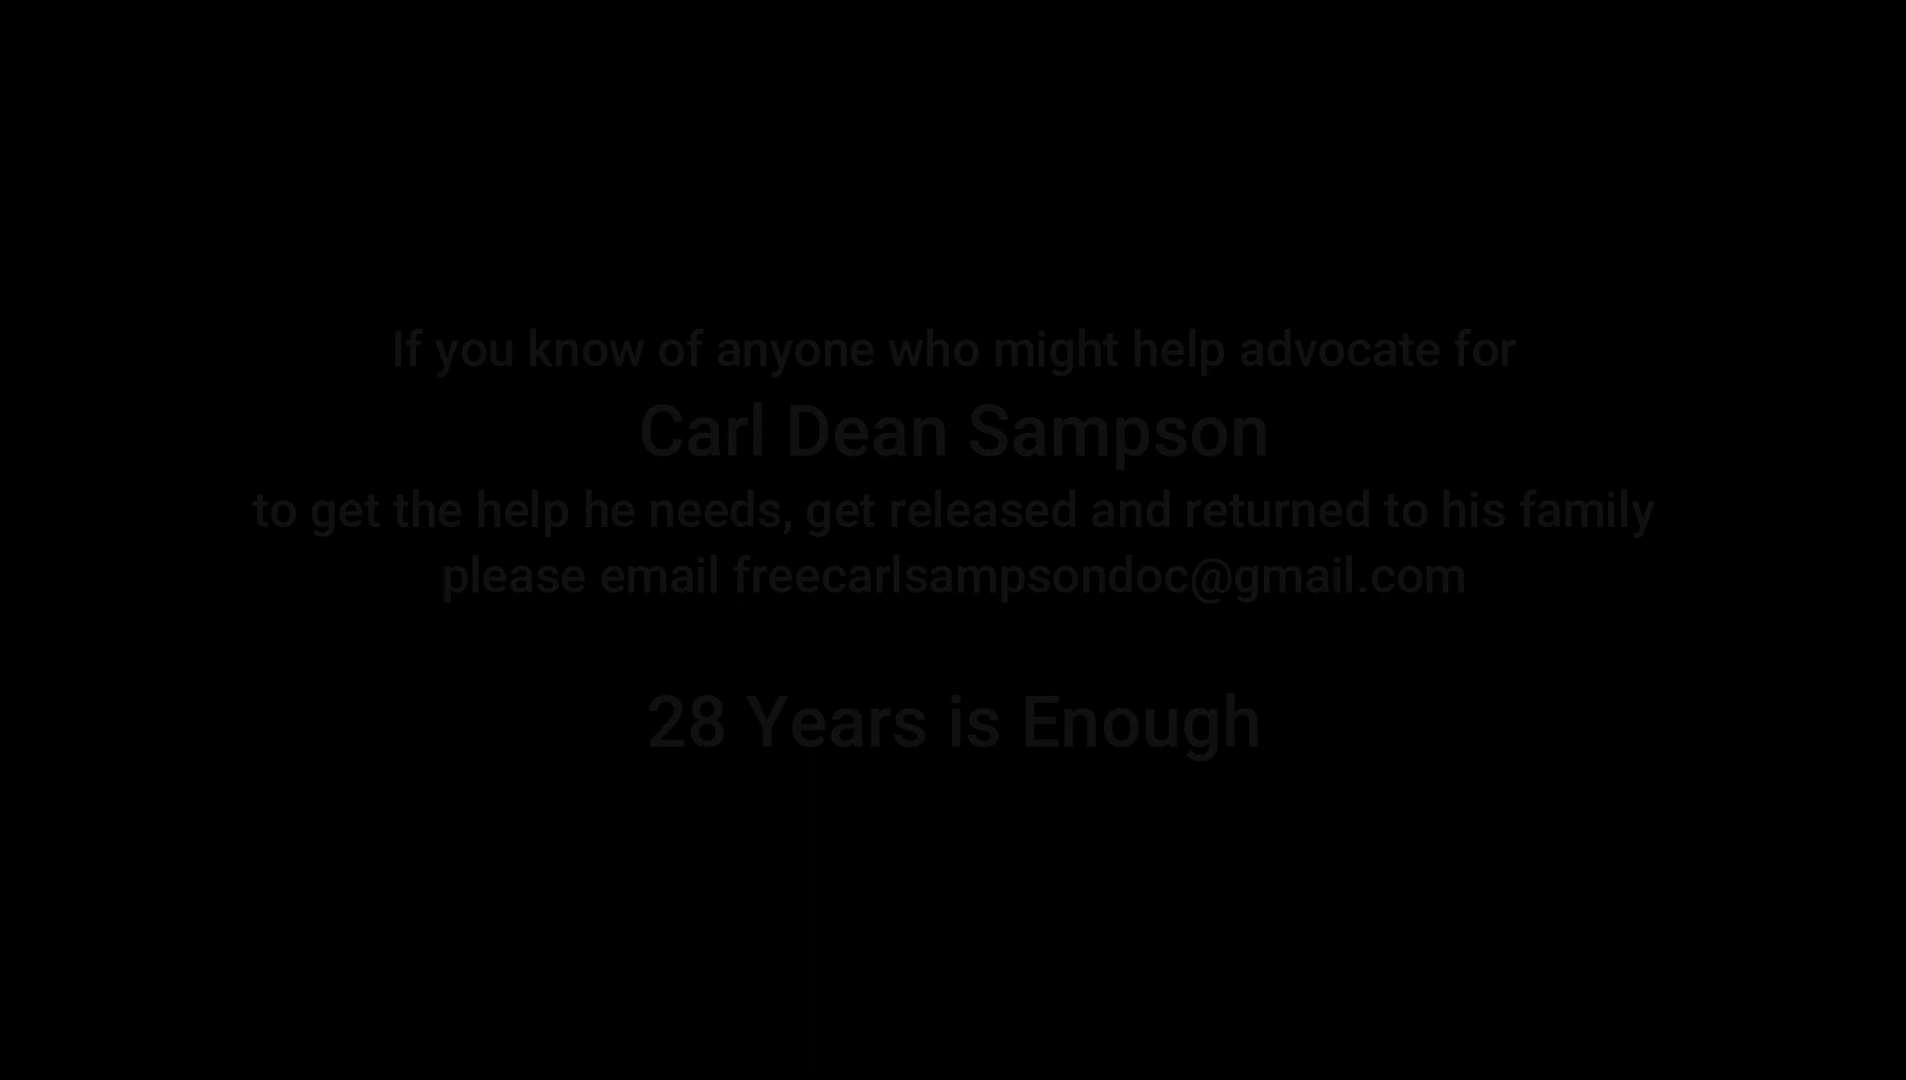 If you know of anyone who might help advocate for
Carl Dean Sampson
to get the help he needs, get released and returned to his family
please email freecarlsampsondoc@gmail.com
28 Years is Enough